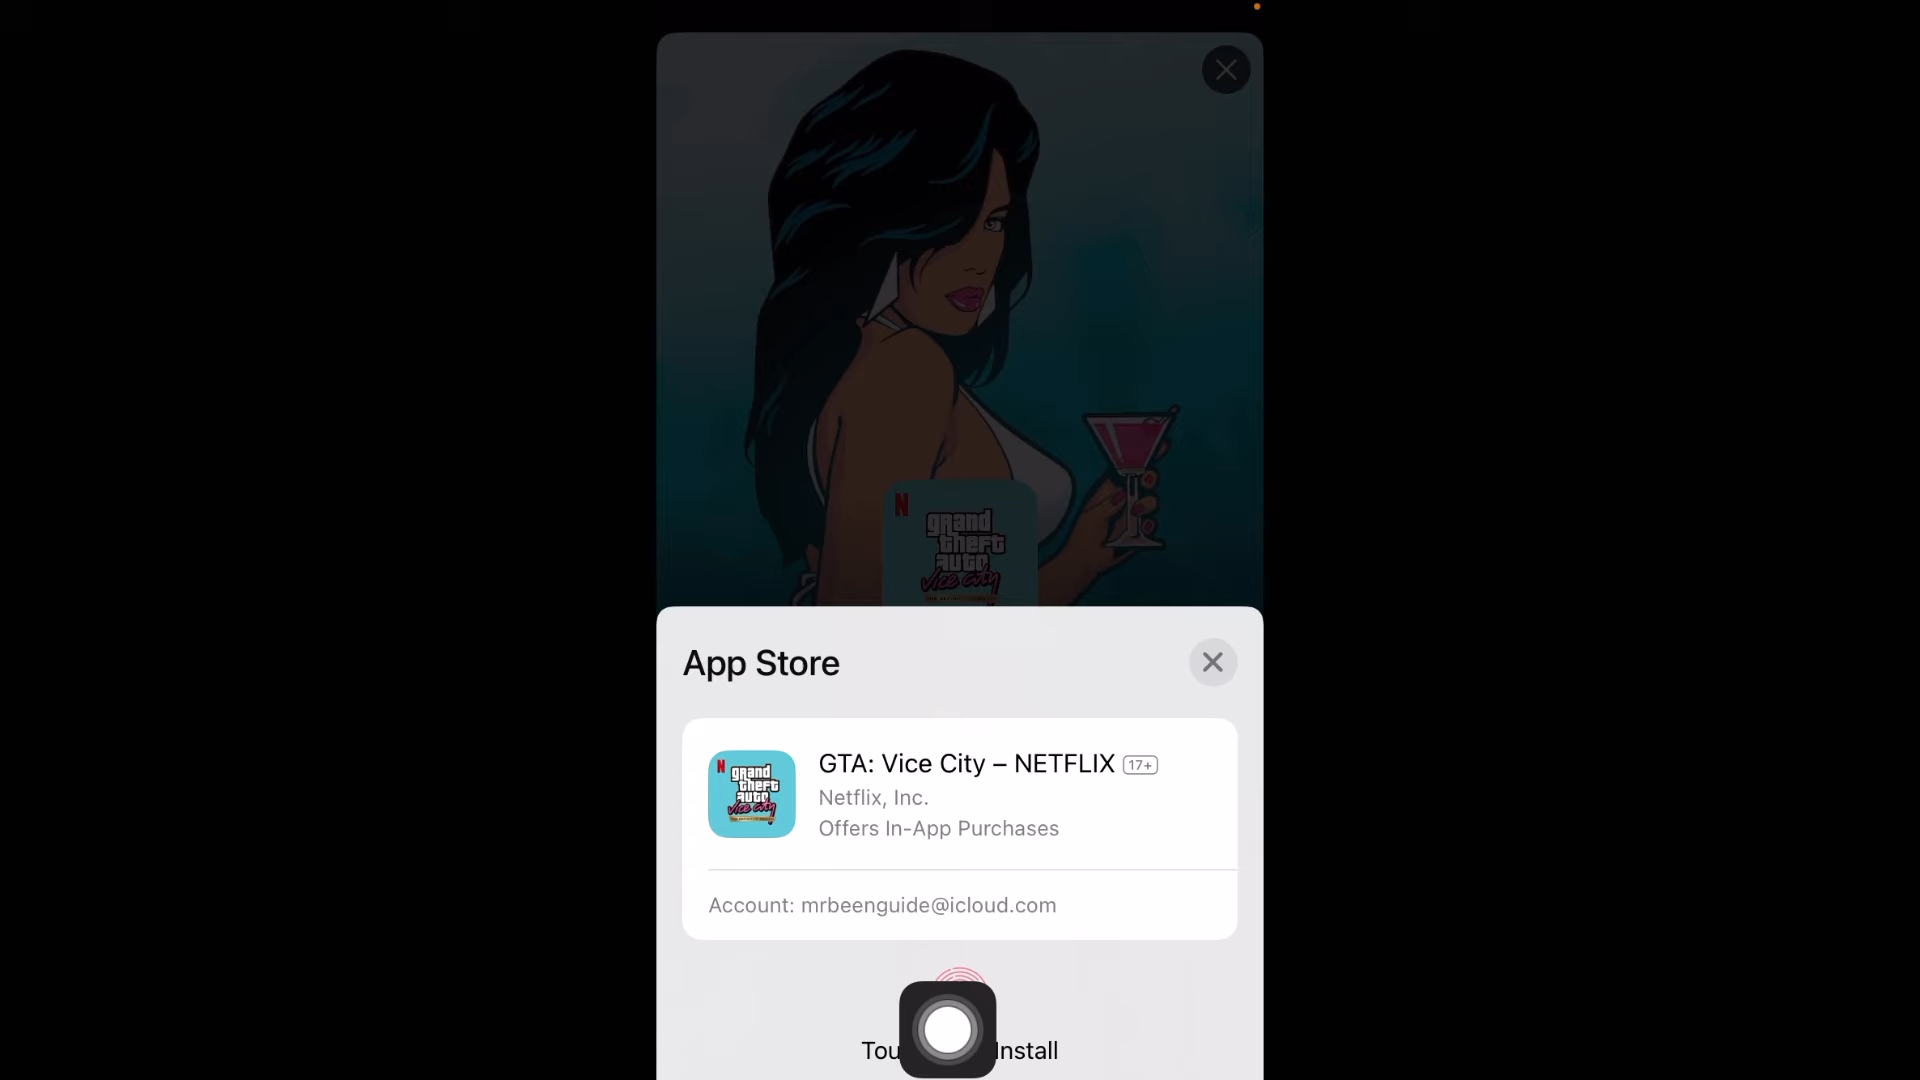 N
grand
theft
auto
vice city
App Store
N
grand
theft
auto
vice city
GTA: Vice City – NETFLIX 17+
Netflix, Inc.
Offers In-App Purchases
Account: mrbeenguide@icloud.com
Install